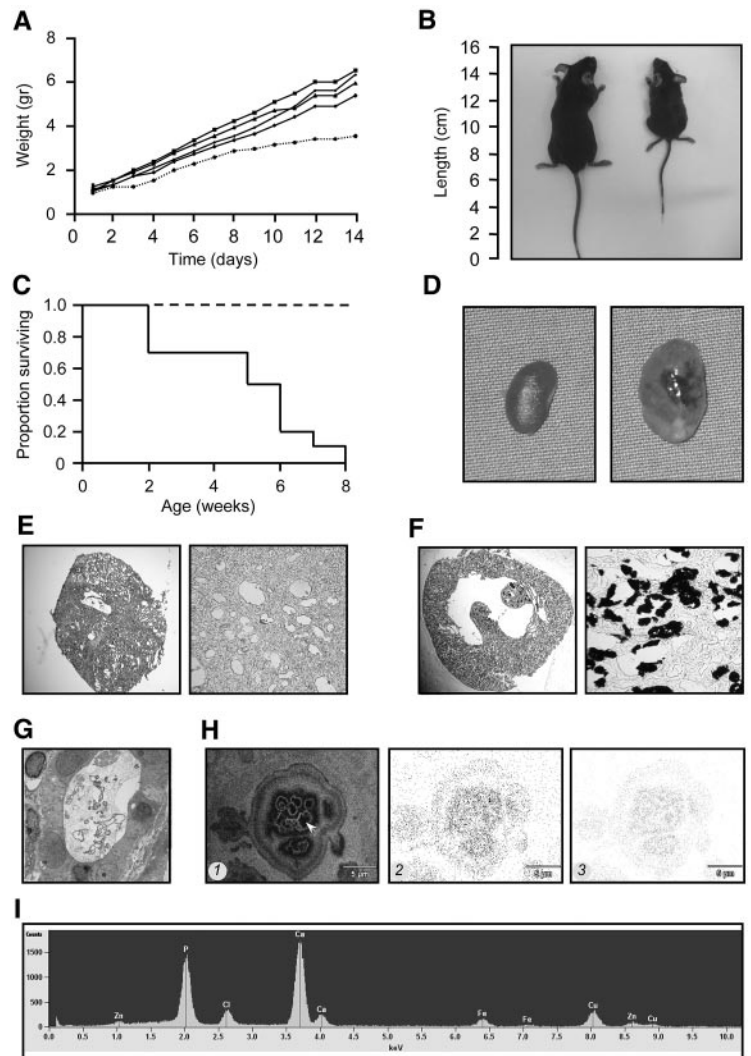 A
Weight (gr)
8
6
4
2
0
0 2 4 6 8 10 12 14
Time (days)
B
Length (cm)
16
14
12
10
8
6
4
2
0
C
Proportion surviving
1.0
0.8
0.6
0.4
0.2
0
0 2 4 6 8
Age (weeks)
D
E
F
G
H
1
5 µm
2
3
I
Counts
1500
1000
500
0
Zn P Cl Ca Ca Fe Fe Cu Zn Cu
0.0 0.5 1.0 1.5 2.0 2.5 3.0 3.5 4.0 4.5 5.0 5.5 6.0 6.5 7.0 7.5 8.0 8.5 9.0 9.5 10.0
keV